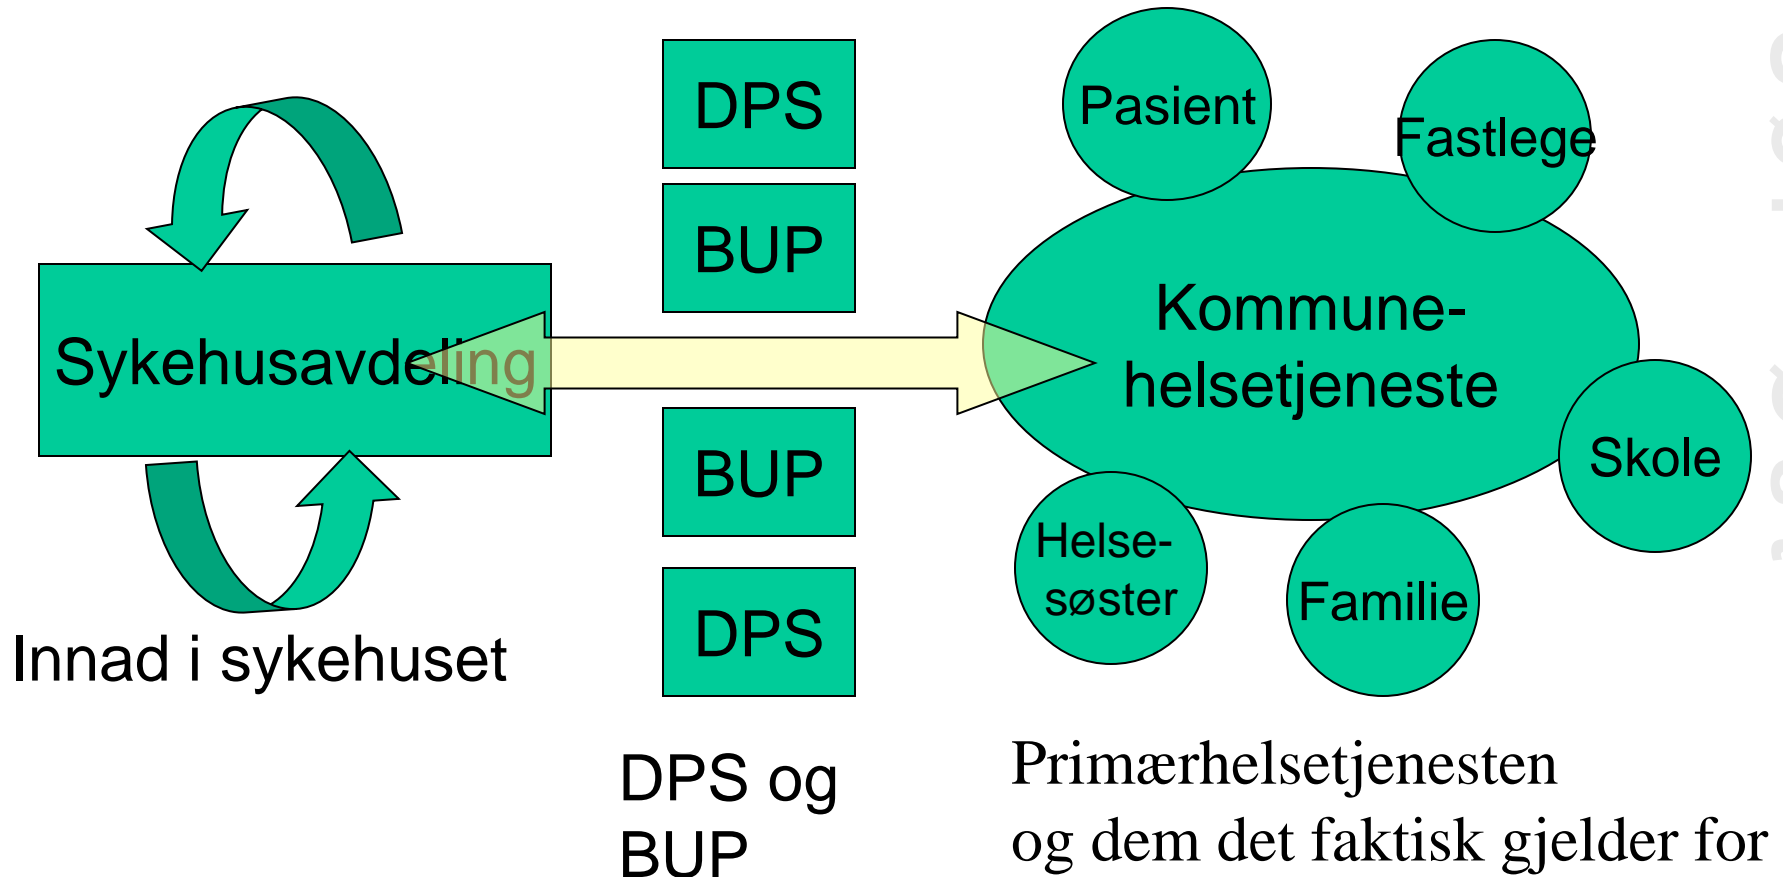 DPS
BUP
Sykehusavdeling
BUP
DPS
Innad i sykehuset
DPS og
BUP
Pasient
Fastlege
Kommune-
helsetjeneste
Skole
Helse-
søster
Familie
Primærhelsetjenesten
og dem det faktisk gjelder for